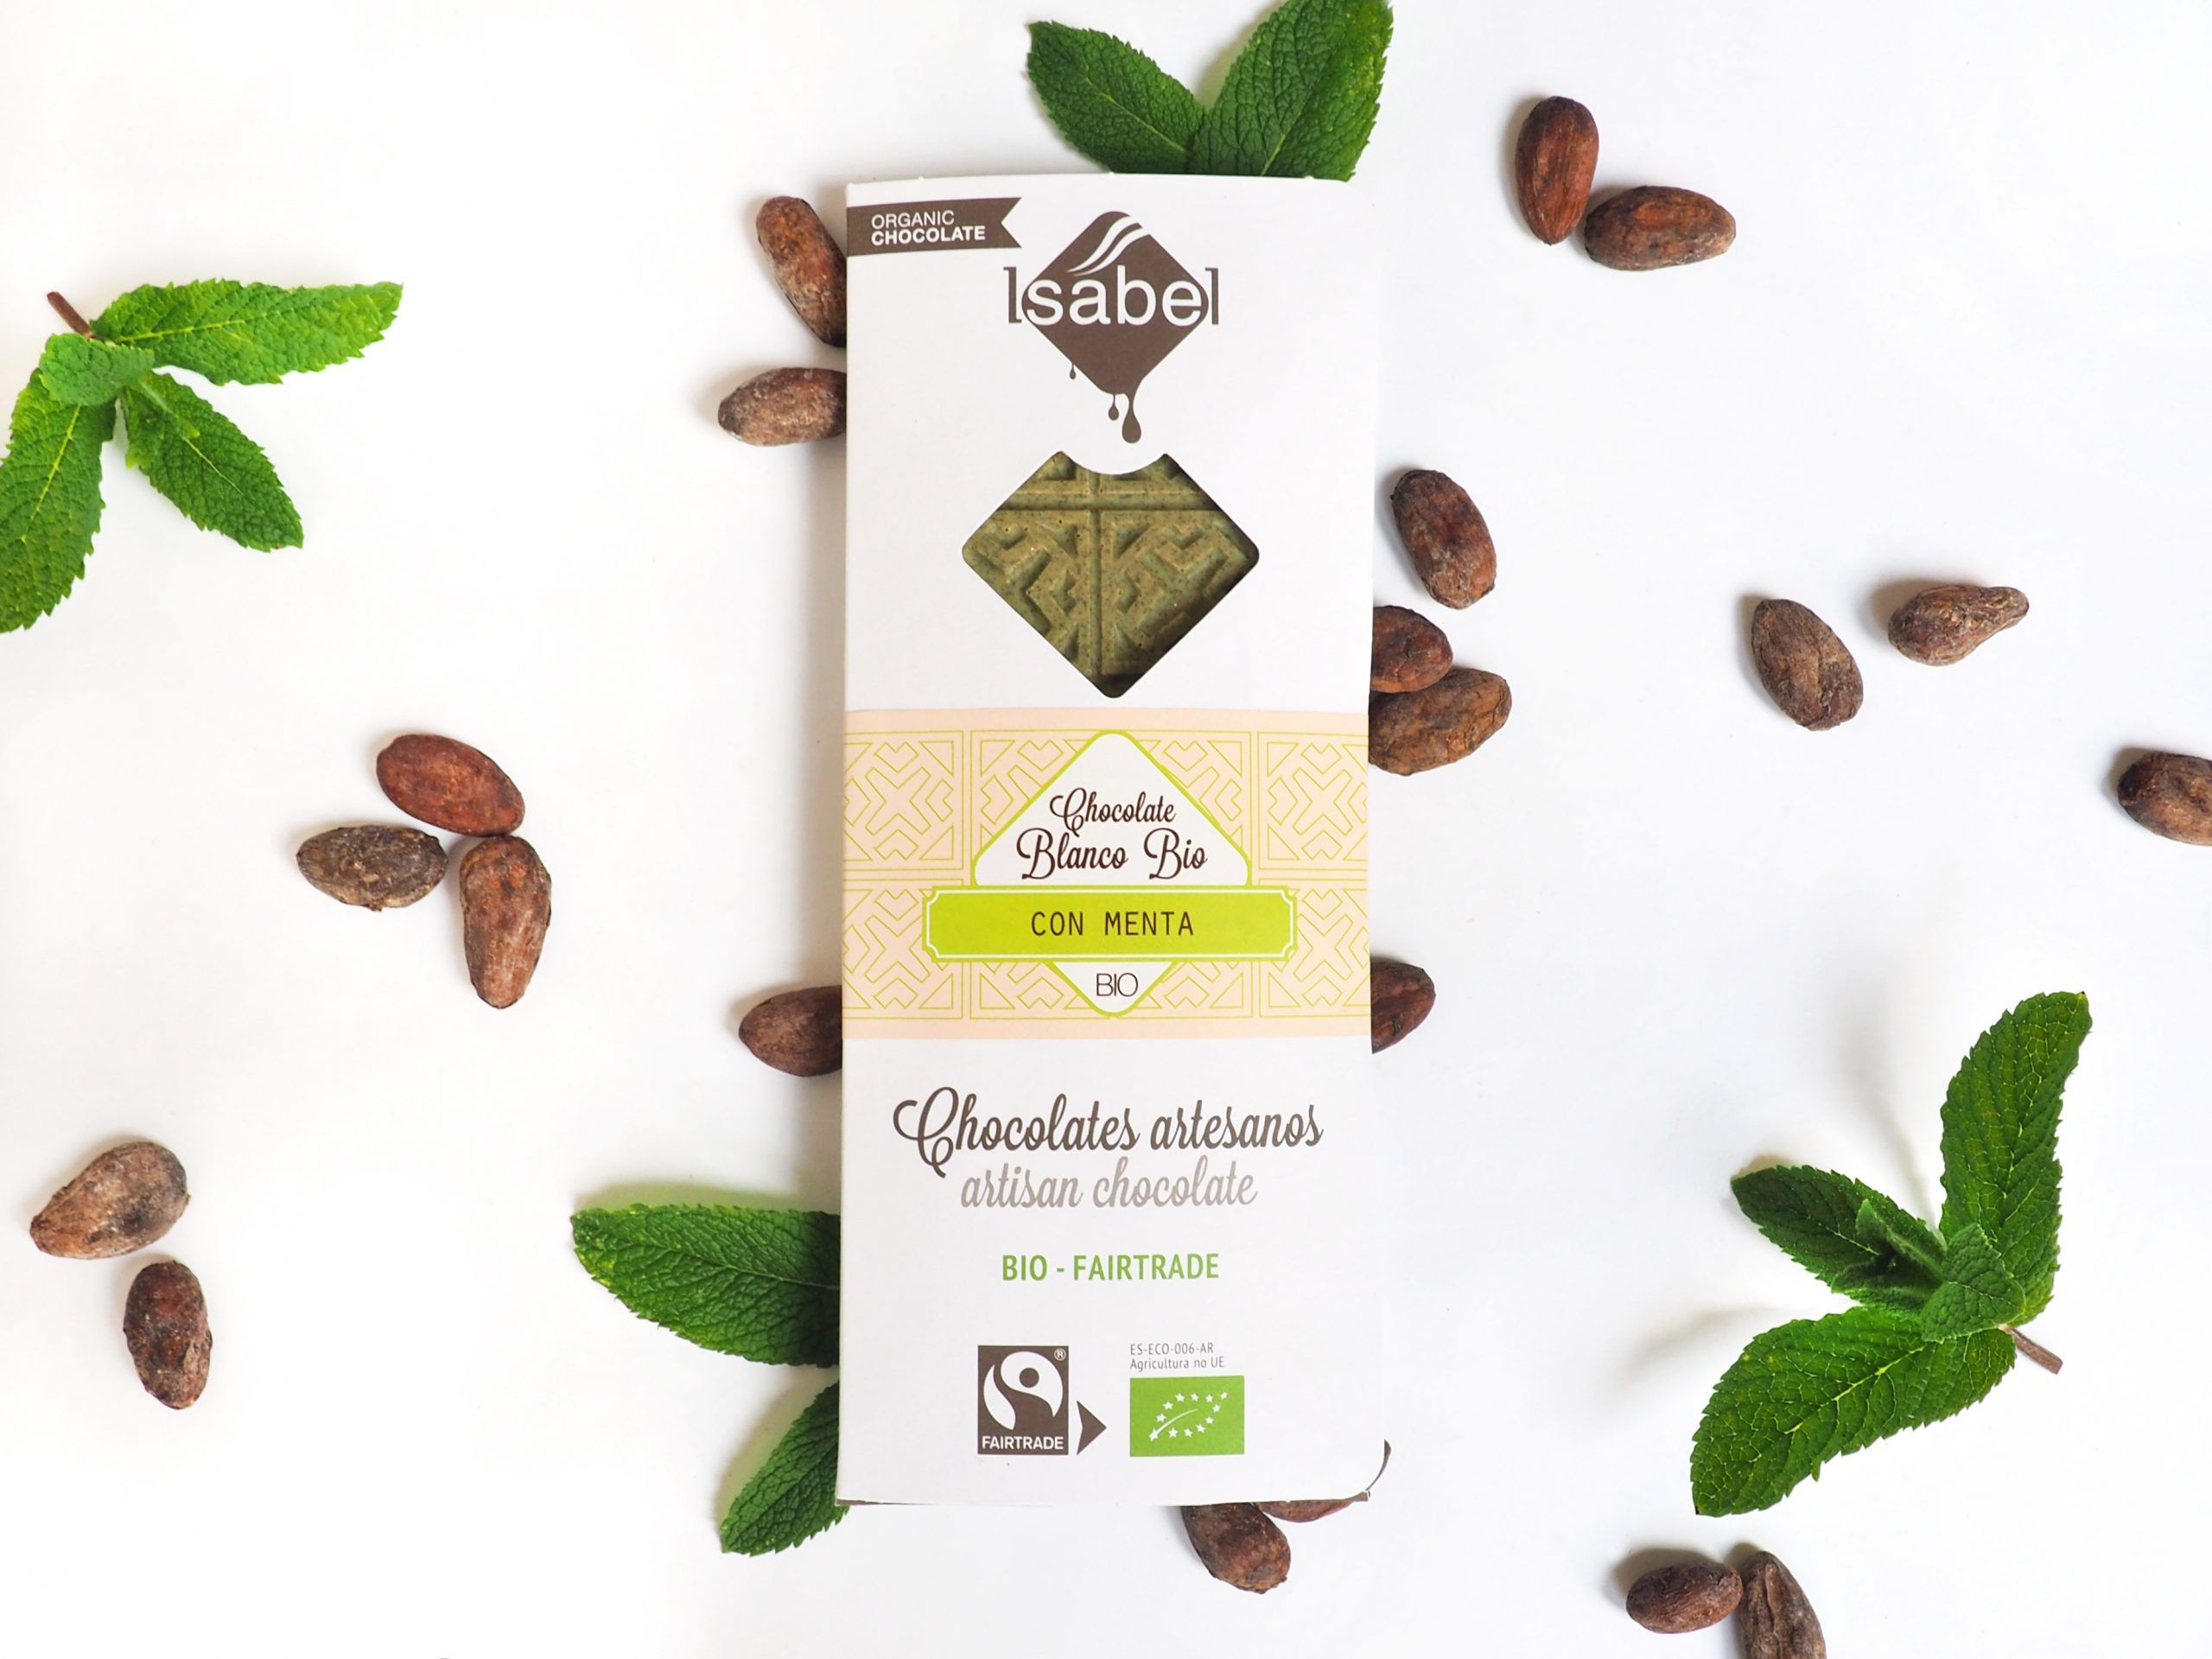 ORGANIC
CHOCOLATE
Isabel
Chocolate
Blanco Bio
CON MENTA
BIO
Chocolates artesanos
artisan chocolate
BIO - FAIRTRADE
ES-ECO-006-AR
Agricultura no UE
®
FAIRTRADE